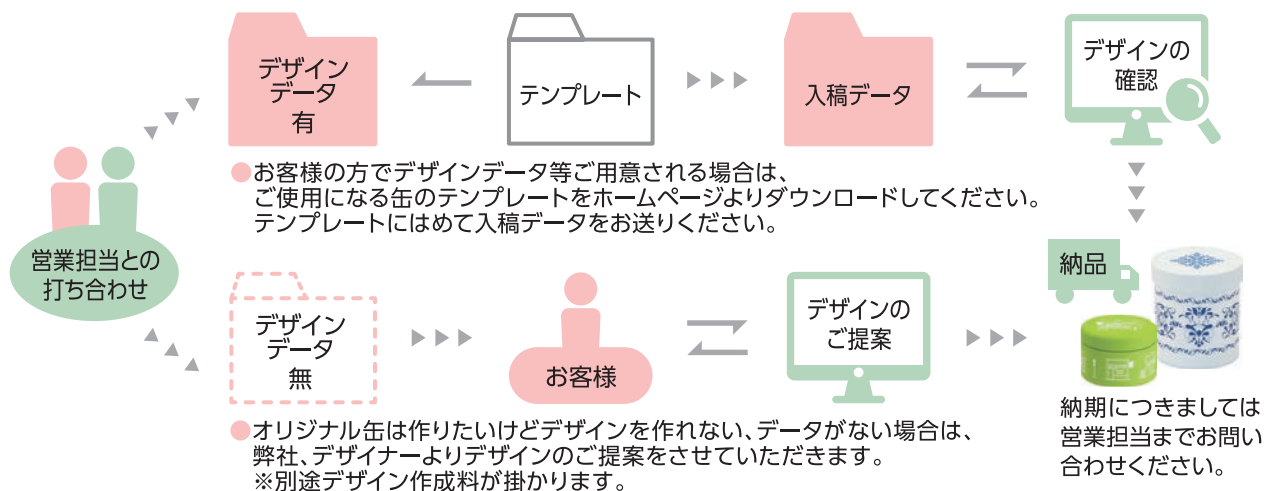 営業担当との
打ち合わせ
デザイン
データ
有
テンプレート
入稿データ
デザインの
確認
●お客様の方でデザインデータ等ご用意される場合は、
ご使用になる缶のテンプレートをホームページよりダウンロードしてください。
テンプレートにはめて入稿データをお送りください。
デザイン
データ
無
お客様
デザインの
ご提案
納品
●オリジナル缶は作りたいけどデザインを作れない、データがない場合は、
弊社、デザイナーよりデザインのご提案をさせていただきます。
※別途デザイン作成料が掛かります。
納期につきましては
営業担当までお問い
合わせください。